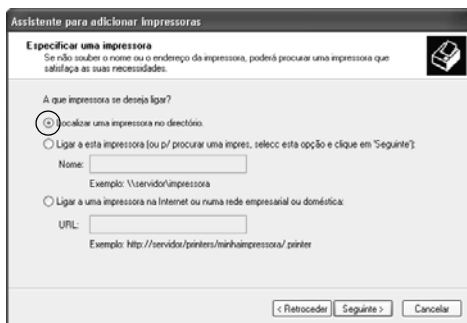 Assistente para adicionar impressoras
Especificar uma impressora
Se não souber o nome ou o endereço da impressora, poderá procurar uma impressora que
satisfaça as suas necessidades.
A que impressora se deseja ligar?
Localizar uma impressora no directório.
Ligar a esta impressora (ou p/ procurar uma impres, selecc esta opção e clique em 'Seguinte'):
Nome:
Exemplo: \\servidor\impressora
Ligar a uma impressora na Internet ou numa rede empresarial ou doméstica:
URL:
Exemplo: http://servidor/printers/minhaimpressora/.printer
< Retroceder Seguinte > Cancelar